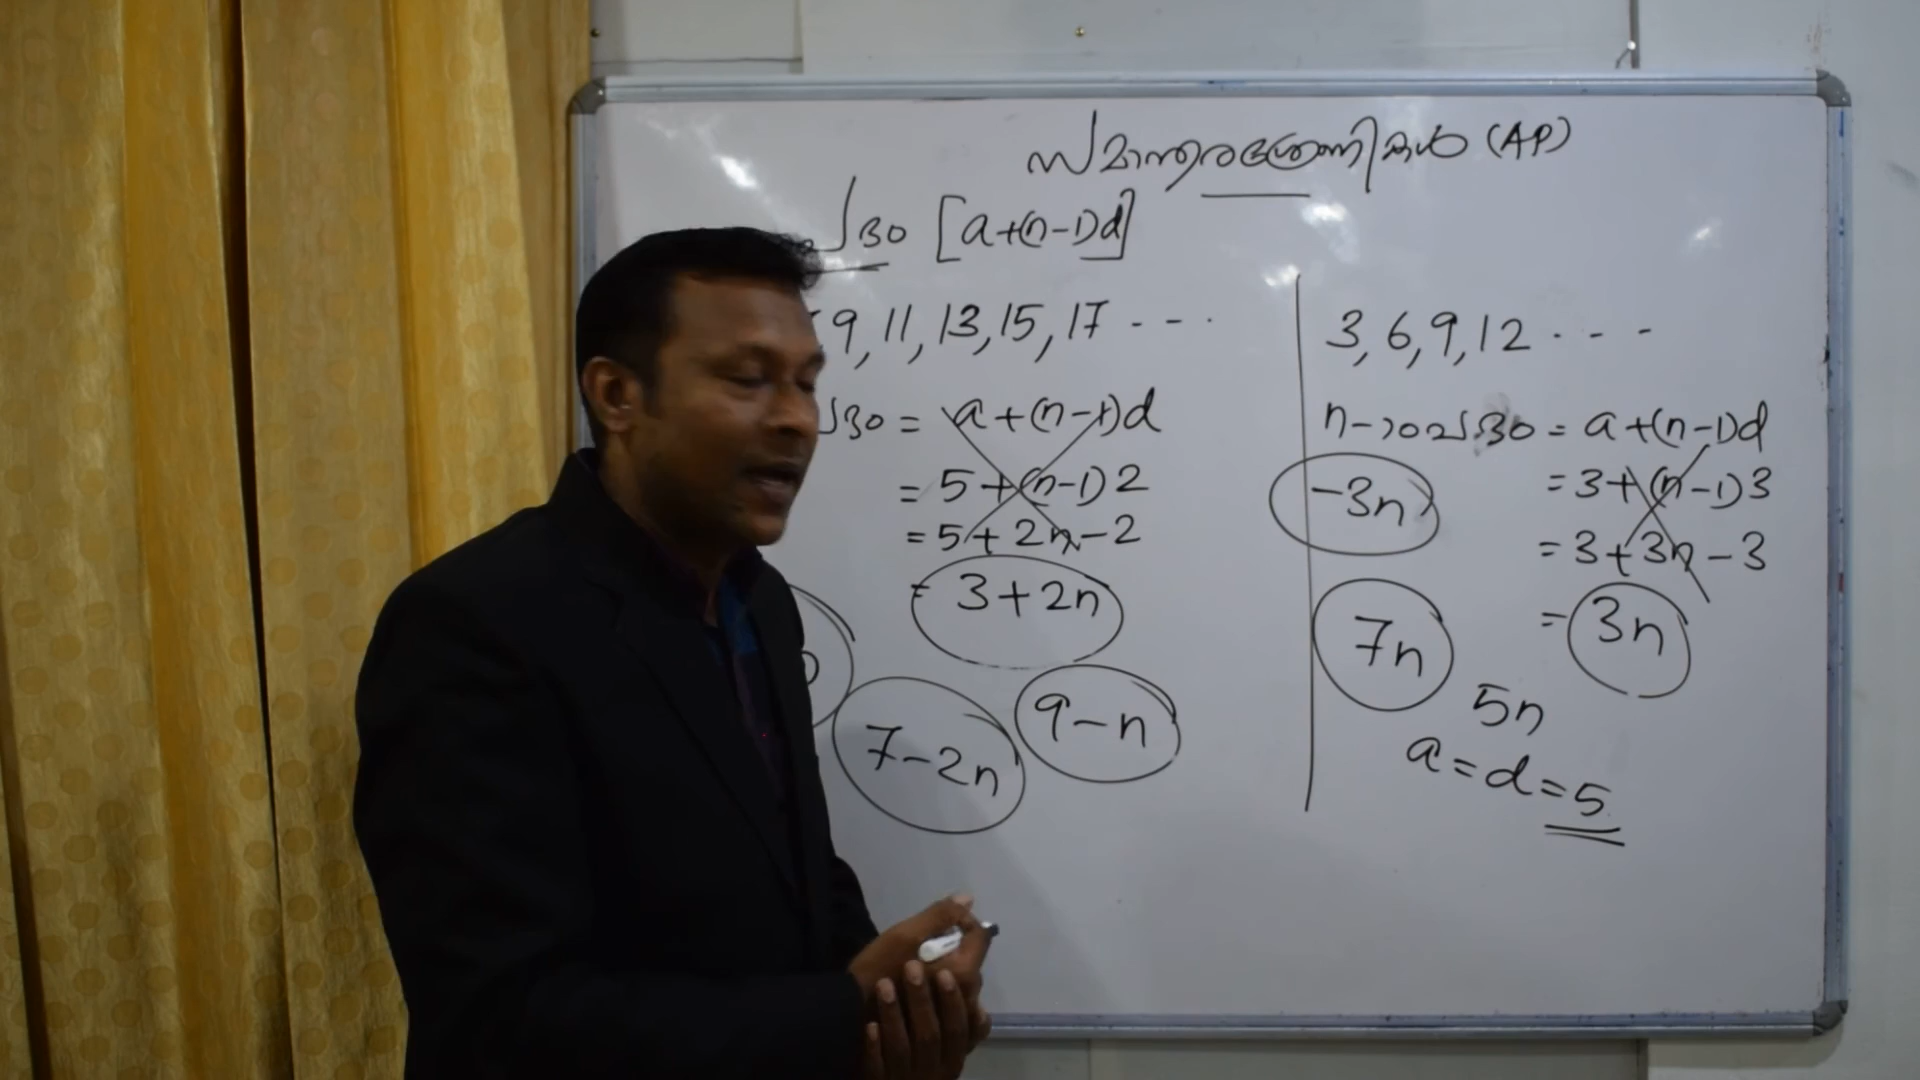 സമാന്തരശ്രേണികൾ (AP)
[a+(n-1)d]
9, 11, 13, 15, 17 - - - .
= a+(n-1)d
= 5+(n-1)2
= 5+2n-2
= 3+2n
7-2n
9-n
3, 6, 9, 12 . - - -
n-ാംപദം = a+(n-1)d
-3n
= 3+(n-1)3
= 3+3n-3
7n
= 3n
5n
a=d=5